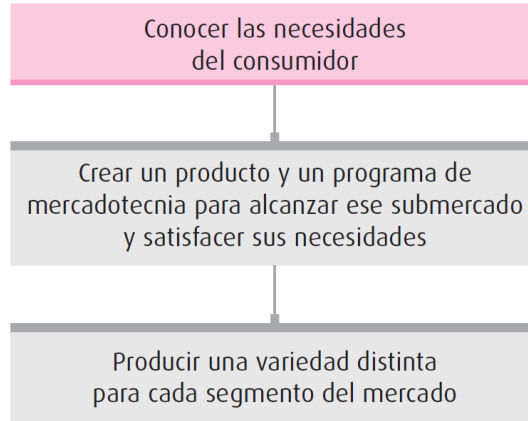 Conocer las necesidades
del consumidor
Crear un producto y un programa de
mercadotecnia para alcanzar ese submercado
y satisfacer sus necesidades
Producir una variedad distinta
para cada segmento del mercado